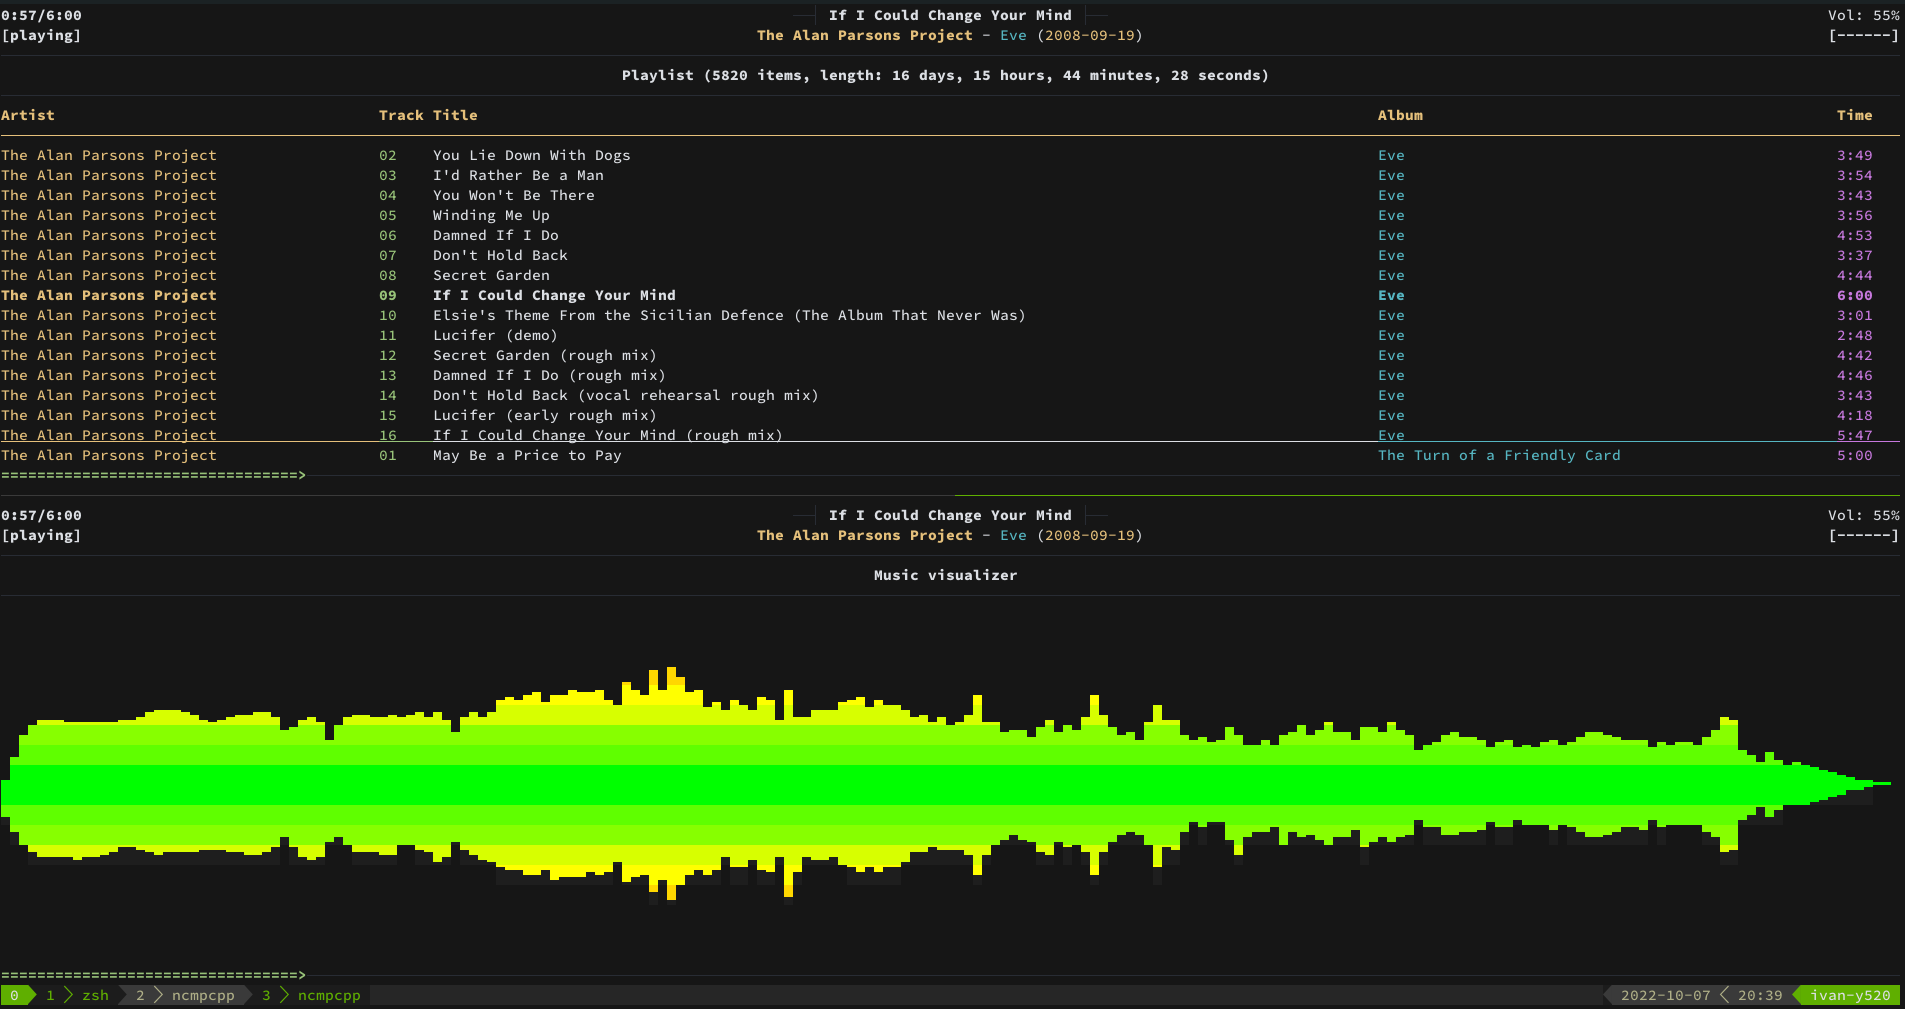 0:57/6:00 If I Could Change Your Mind Vol: 55%
[playing] The Alan Parsons Project - Eve (2008-09-19) [------]
Playlist (5820 items, length: 16 days, 15 hours, 44 minutes, 28 seconds)
Artist Track Title Album Time
The Alan Parsons Project 02 You Lie Down With Dogs Eve 3:49
The Alan Parsons Project 03 I'd Rather Be a Man Eve 3:54
The Alan Parsons Project 04 You Won't Be There Eve 3:43
The Alan Parsons Project 05 Winding Me Up Eve 3:56
The Alan Parsons Project 06 Damned If I Do Eve 4:53
The Alan Parsons Project 07 Don't Hold Back Eve 3:37
The Alan Parsons Project 08 Secret Garden Eve 4:44
The Alan Parsons Project 09 If I Could Change Your Mind Eve 6:00
The Alan Parsons Project 10 Elsie's Theme From the Sicilian Defence (The Album That Never Was) Eve 3:01
The Alan Parsons Project 11 Lucifer (demo) Eve 2:48
The Alan Parsons Project 12 Secret Garden (rough mix) Eve 4:42
The Alan Parsons Project 13 Damned If I Do (rough mix) Eve 4:46
The Alan Parsons Project 14 Don't Hold Back (vocal rehearsal rough mix) Eve 3:43
The Alan Parsons Project 15 Lucifer (early rough mix) Eve 4:18
The Alan Parsons Project 16 If I Could Change Your Mind (rough mix) Eve 5:47
The Alan Parsons Project 01 May Be a Price to Pay The Turn of a Friendly Card 5:00
=================================>
0:57/6:00 If I Could Change Your Mind Vol: 55%
[playing] The Alan Parsons Project - Eve (2008-09-19) [------]
Music visualizer
=================================>
0 1 zsh 2 ncmpcpp 3 ncmpcpp 2022-10-07 20:39 ivan-y520